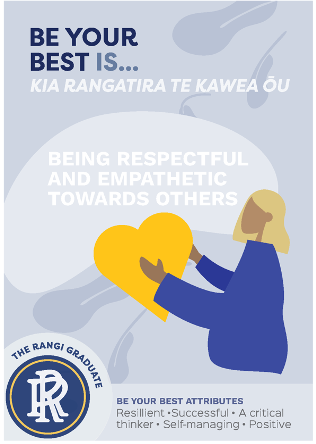 BE YOUR
BEST IS...
KIA RANGATIRA TE KAWEA ŌU
BEING RESPECTFUL
AND EMPATHETIC
TOWARDS OTHERS
THE RANGI GRADUATE
R
BE YOUR BEST ATTRIBUTES
Resillient •Successful • A critical
thinker • Self-managing • Positive